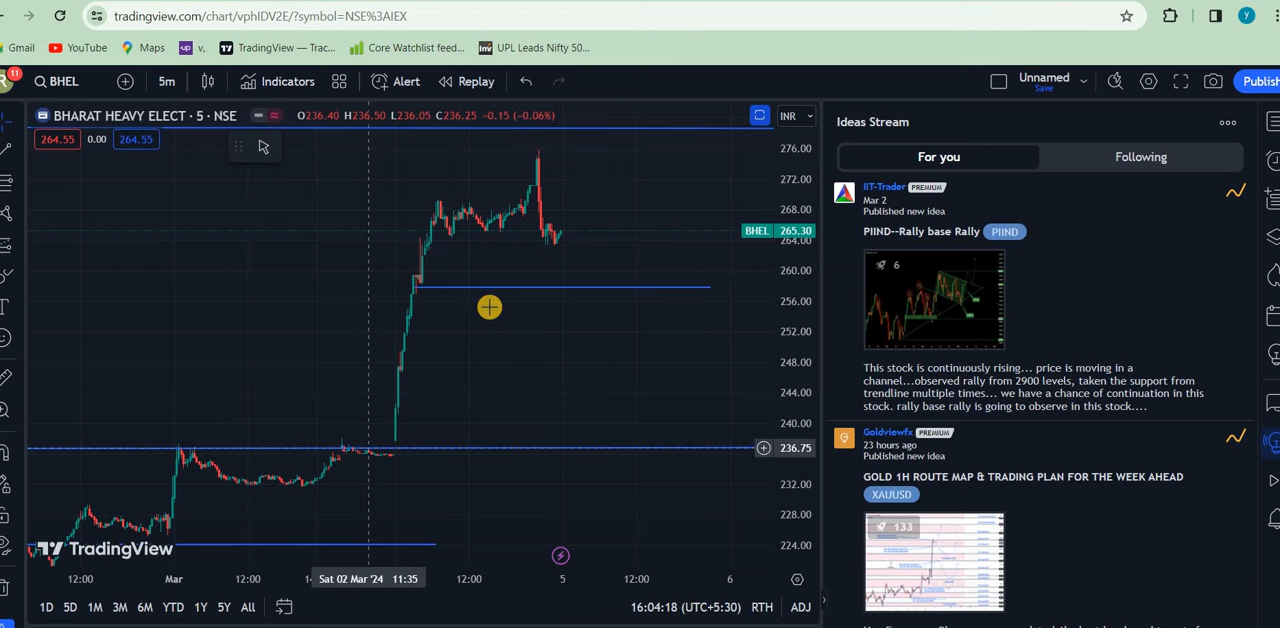 tradingview.com/chart/vphIDV2E/?symbol=NSE%3AIEX
y
Gmail YouTube Maps up v, TradingView — Trac... Core Watchlist feed... Inv UPL Leads Nifty 50...
R 11 BHEL 5m Indicators Alert Replay Unnamed Save Publish
BHARAT HEAVY ELECT · 5 · NSE O236.40 H236.50 L236.05 C236.25 -0.15 (-0.06%) INR
264.55 0.00 264.55
276.00
272.00
268.00
BHEL 265.30
264.00
260.00
256.00
252.00
248.00
244.00
240.00
236.75
232.00
228.00
224.00
TradingView
12:00 Mar Sat 02 Mar '24 11:35 12:00 5 12:00 6
1D 5D 1M 3M 6M YTD 1Y 5Y ALL 16:04:18 (UTC+5:30) RTH ADJ
Ideas Stream
For you Following
IIT-Trader PREMIUM
Mar 2
Published new idea
PIIND--Rally base Rally PIIND
6
This stock is continuously rising... price is moving in a
channel...observed rally from 2900 levels, taken the support from
trendline multiple times... we have a chance of continuation in this
stock. rally base rally is going to observe in this stock....
Goldviewfx PREMIUM
23 hours ago
Published new idea
GOLD 1H ROUTE MAP & TRADING PLAN FOR THE WEEK AHEAD
XAUUSD
133